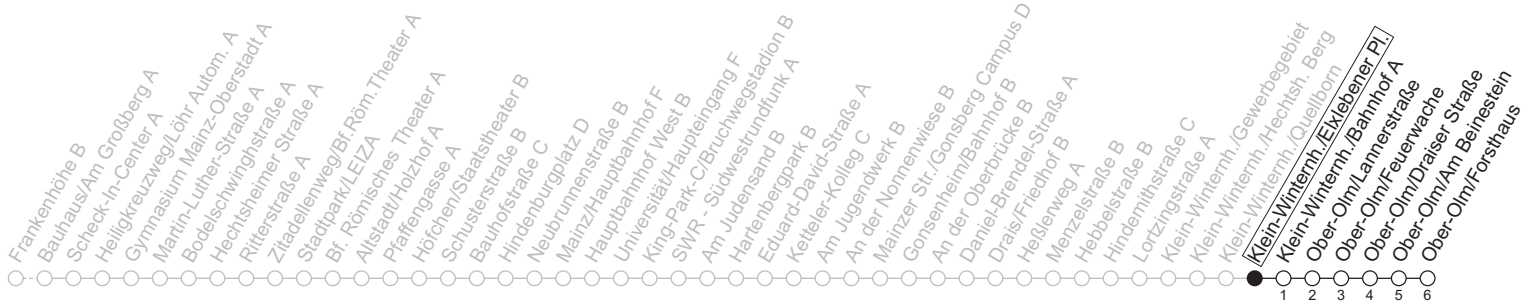 Frankenhöhe B
Bauhaus/Am Großberg A
Scheck-In-Center A
Heiligkreuzweg/Löhr Autom. A
Gymnasium Mainz-Oberstadt A
Martin-Luther-Straße A
Bodelschwinghstraße A
Hechtsheimer Straße A
Ritterstraße A
Zitadellenweg/Bf.Röm.Theater A
Stadtpark/LEIZA
Bf. Römisches Theater A
Altstadt/Holzhof A
Pfaffengasse A
Höfchen/Staatstheater B
Schusterstraße B
Bauhofstraße C
Hindenburgplatz D
Neubrunnenstraße B
Mainz/Hauptbahnhof F
Hauptbahnhof West B
Universität/Haupteingang F
King-Park-C/Bruchwegstadion B
SWR - Südwestrundfunk A
Am Judensand B
Hartenbergpark B
Eduard-David-Straße A
Ketteler-Kolleg C
Am Jugendwerk B
An der Nonnenwiese B
Mainzer Str./Gonsberg Campus D
Gonsenheim/Bahnhof B
An der Oberbrücke B
Daniel-Brendel-Straße A
Drais/Friedhof B
Heßlerweg A
Menzelstraße B
Hebbelstraße B
Hindemithstraße C
Lortzingstraße A
Klein-Winternh./Gewerbegebiet
Klein-Winternh./Hechtsh. Berg
Klein-Winternh./Quellborn
Klein-Winternh./Elxlebener Pl.
Klein-Winternh./Bahnhof A
Ober-Olm/Lannerstraße
Ober-Olm/Feuerwache
Ober-Olm/Draiser Straße
Ober-Olm/Am Beinestein
Ober-Olm/Forsthaus
1 2 3 4 5 6